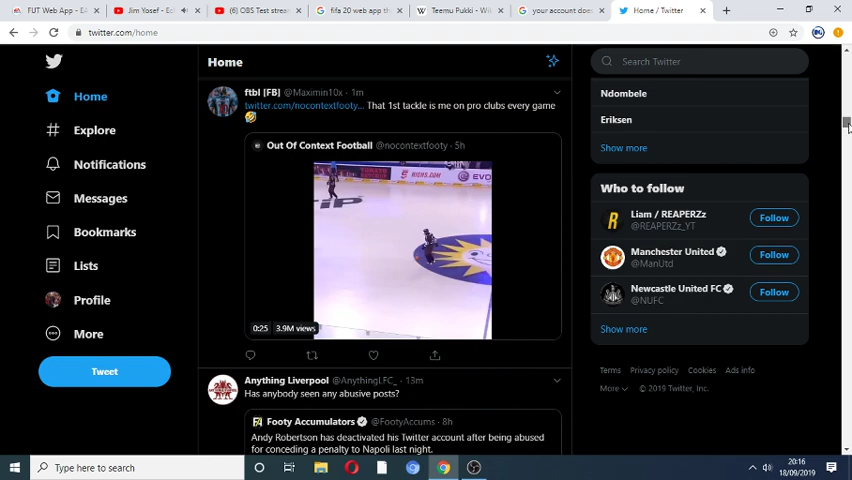 FUT Web App - EA
Jim Yosef - Ec
(6) OBS Test strea
fifa 20 web app th
Teemu Pukki - Wik
your account does
Home / Twitter
twitter.com/home
Home
Search Twitter
Home
Explore
Notifications
Messages
Bookmarks
Lists
Profile
More
Tweet
ftbl [FB] @Maximin10x · 1m
twitter.com/nocontextfooty... That 1st tackle is me on pro clubs every game
Out Of Context Football @nocontextfooty · 5h
0:25 3.9M views
Anything Liverpool @AnythingLFC_ · 13m
Has anybody seen any abusive posts?
Footy Accumulators @FootyAccums · 8h
Andy Robertson has deactivated his Twitter account after being abused
for conceding a penalty to Napoli last night.
Ndombele
Eriksen
Show more
Who to follow
Liam / REAPERZz
@REAPERZz_YT
Follow
Manchester United
@ManUtd
Follow
Newcastle United FC
@NUFC
Follow
Show more
Terms Privacy policy Cookies Ads info
More © 2019 Twitter, Inc.
Type here to search
20:16
18/09/2019